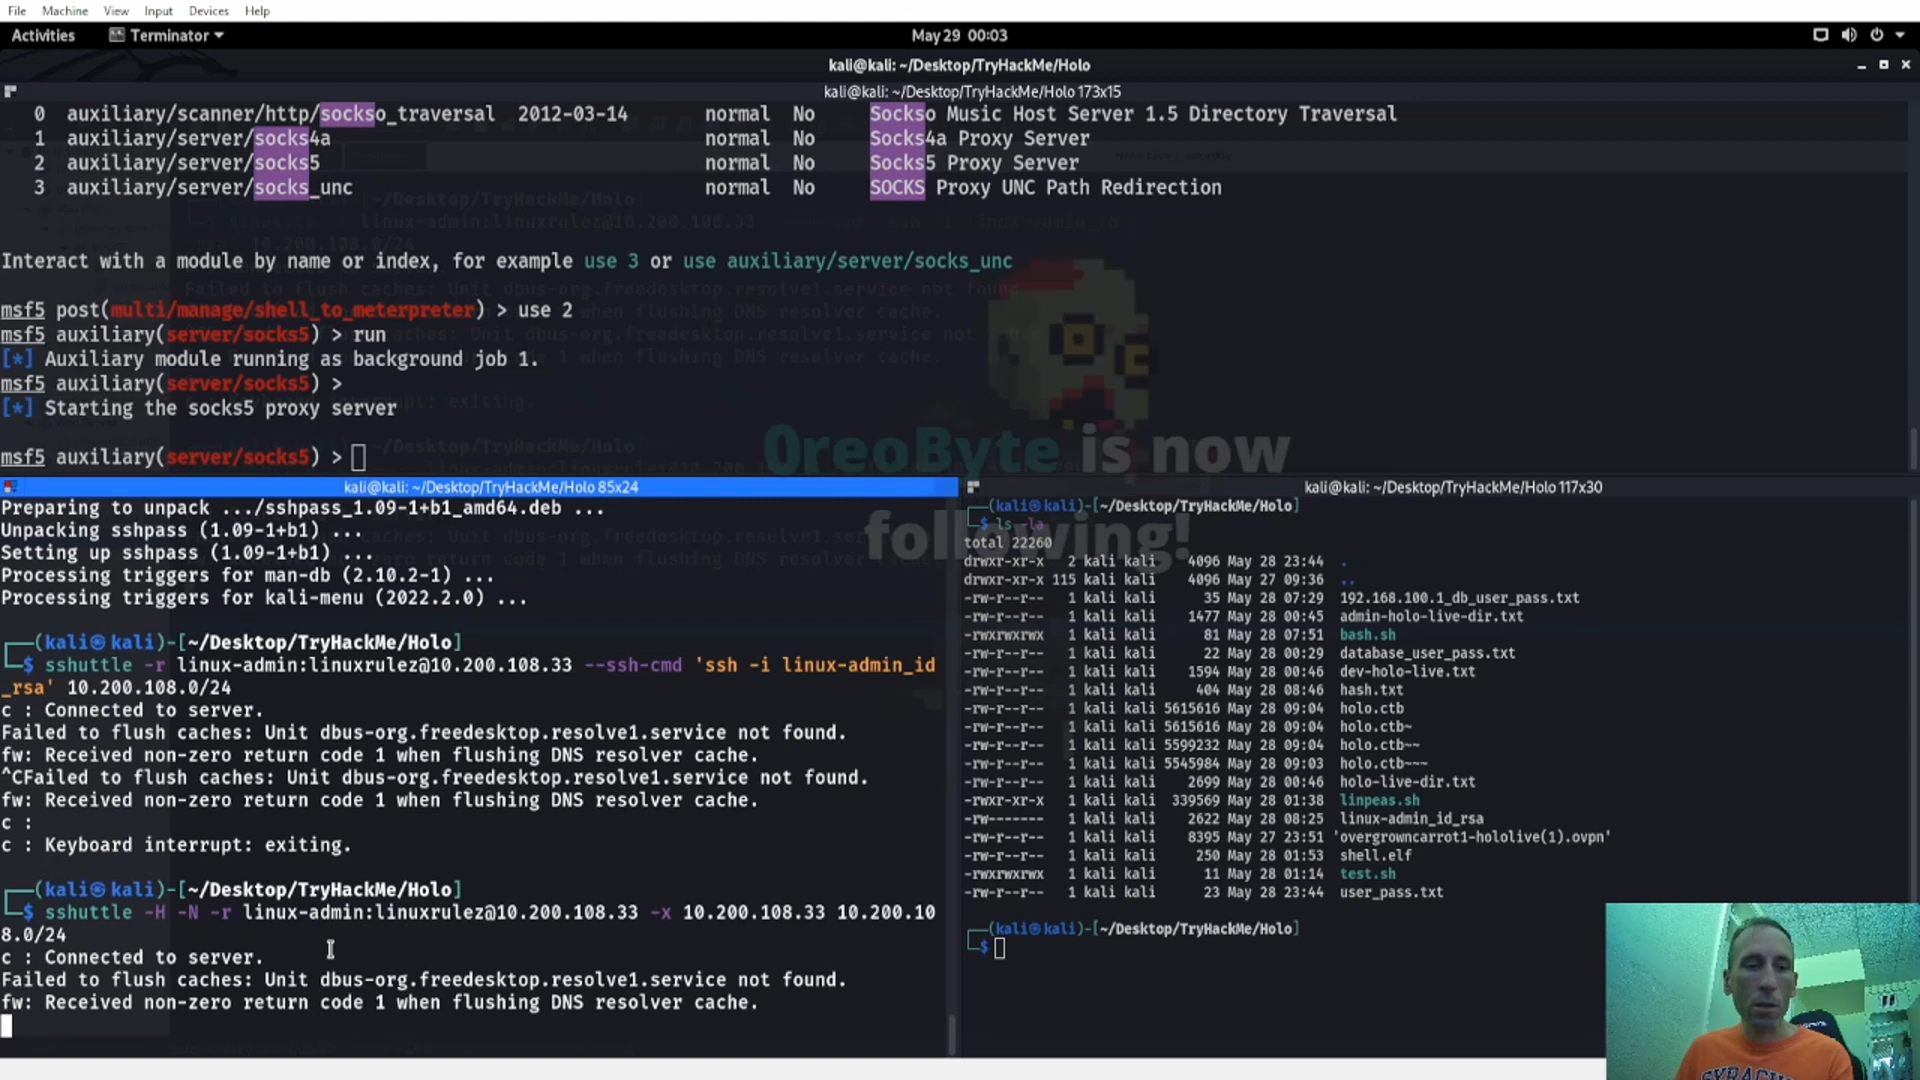 File Machine View Input Devices Help
Activities Terminator May 29 00:03
kali@kali: ~/Desktop/TryHackMe/Holo
kali@kali: ~/Desktop/TryHackMe/Holo 173x15
0 auxiliary/scanner/http/sockso_traversal 2012-03-14 normal No Sockso Music Host Server 1.5 Directory Traversal
1 auxiliary/server/socks4a normal No Socks4a Proxy Server
2 auxiliary/server/socks5 normal No Socks5 Proxy Server
3 auxiliary/server/socks_unc normal No SOCKS Proxy UNC Path Redirection
Interact with a module by name or index, for example use 3 or use auxiliary/server/socks_unc
msf5 post(multi/manage/shell_to_meterpreter) > use 2
msf5 auxiliary(server/socks5) > run
[*] Auxiliary module running as background job 1.
msf5 auxiliary(server/socks5) >
[*] Starting the socks5 proxy server
msf5 auxiliary(server/socks5) >
0reoByte is now
following!
kali@kali: ~/Desktop/TryHackMe/Holo 85x24
Preparing to unpack .../sshpass_1.09-1+b1_amd64.deb ...
Unpacking sshpass (1.09-1+b1) ...
Setting up sshpass (1.09-1+b1) ...
Processing triggers for man-db (2.10.2-1) ...
Processing triggers for kali-menu (2022.2.0) ...
┌──(kali㉿kali)-[~/Desktop/TryHackMe/Holo]
└─$ sshuttle -r linux-admin:linuxrulez@10.200.108.33 --ssh-cmd 'ssh -i linux-admin_id
_rsa' 10.200.108.0/24
c : Connected to server.
Failed to flush caches: Unit dbus-org.freedesktop.resolve1.service not found.
fw: Received non-zero return code 1 when flushing DNS resolver cache.
^CFailed to flush caches: Unit dbus-org.freedesktop.resolve1.service not found.
fw: Received non-zero return code 1 when flushing DNS resolver cache.
c :
c : Keyboard interrupt: exiting.
┌──(kali㉿kali)-[~/Desktop/TryHackMe/Holo]
└─$ sshuttle -H -N -r linux-admin:linuxrulez@10.200.108.33 -x 10.200.108.33 10.200.10
8.0/24
c : Connected to server.
Failed to flush caches: Unit dbus-org.freedesktop.resolve1.service not found.
fw: Received non-zero return code 1 when flushing DNS resolver cache.
kali@kali: ~/Desktop/TryHackMe/Holo 117x30
┌──(kali㉿kali)-[~/Desktop/TryHackMe/Holo]
└─$ ls -la
total 22260
drwxr-xr-x 2 kali kali 4096 May 28 23:44 .
drwxr-xr-x 115 kali kali 4096 May 27 09:36 ..
-rw-r--r-- 1 kali kali 35 May 28 07:29 192.168.100.1_db_user_pass.txt
-rw-r--r-- 1 kali kali 1477 May 28 00:45 admin-holo-live-dir.txt
-rwxrwxrwx 1 kali kali 81 May 28 07:51 bash.sh
-rw-r--r-- 1 kali kali 22 May 28 00:29 database_user_pass.txt
-rw-r--r-- 1 kali kali 1594 May 28 00:46 dev-holo-live.txt
-rw-r--r-- 1 kali kali 404 May 28 08:46 hash.txt
-rw-r--r-- 1 kali kali 5615616 May 28 09:04 holo.ctb
-rw-r--r-- 1 kali kali 5615616 May 28 09:04 holo.ctb~
-rw-r--r-- 1 kali kali 5599232 May 28 09:04 holo.ctb~~
-rw-r--r-- 1 kali kali 5545984 May 28 09:03 holo.ctb~~~
-rw-r--r-- 1 kali kali 2699 May 28 00:46 holo-live-dir.txt
-rwxr-xr-x 1 kali kali 339569 May 28 01:38 linpeas.sh
-rw------- 1 kali kali 2622 May 28 08:25 linux-admin_id_rsa
-rw-r--r-- 1 kali kali 8395 May 27 23:51 'overgrowncarrot1-hololive(1).ovpn'
-rw-r--r-- 1 kali kali 250 May 28 01:53 shell.elf
-rwxrwxrwx 1 kali kali 11 May 28 01:14 test.sh
-rw-r--r-- 1 kali kali 23 May 28 23:44 user_pass.txt
┌──(kali㉿kali)-[~/Desktop/TryHackMe/Holo]
└─$